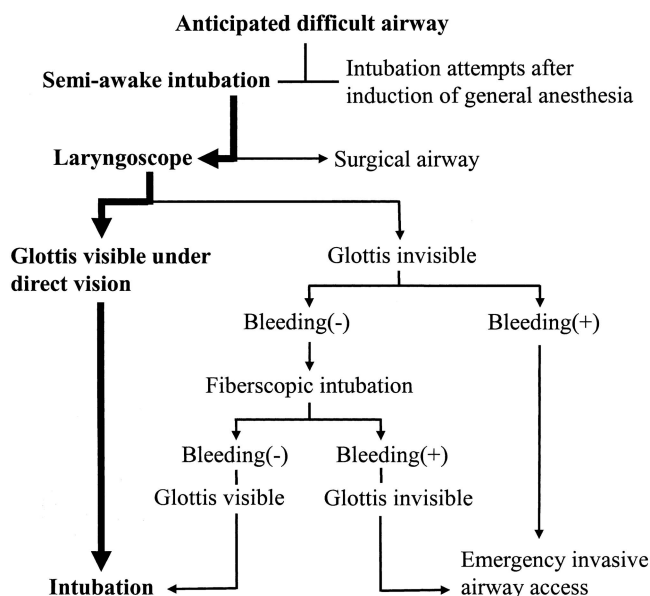 Anticipated difficult airway
Semi-awake intubation
Intubation attempts after
induction of general anesthesia
Laryngoscope
Surgical airway
Glottis visible under
direct vision
Glottis invisible
Bleeding(-)
Bleeding(+)
Fiberscopic intubation
Bleeding(-)
Bleeding(+)
Glottis visible
Glottis invisible
Intubation
Emergency invasive
airway access